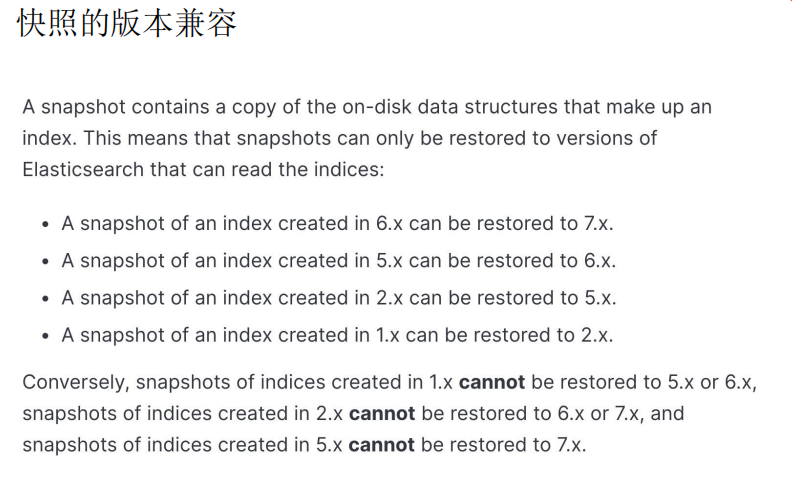 快照的版本兼容
A snapshot contains a copy of the on-disk data structures that make up an
index. This means that snapshots can only be restored to versions of
Elasticsearch that can read the indices:
• A snapshot of an index created in 6.x can be restored to 7.x.
• A snapshot of an index created in 5.x can be restored to 6.x.
• A snapshot of an index created in 2.x can be restored to 5.x.
• A snapshot of an index created in 1.x can be restored to 2.x.
Conversely, snapshots of indices created in 1.x cannot be restored to 5.x or 6.x,
snapshots of indices created in 2.x cannot be restored to 6.x or 7.x, and
snapshots of indices created in 5.x cannot be restored to 7.x.